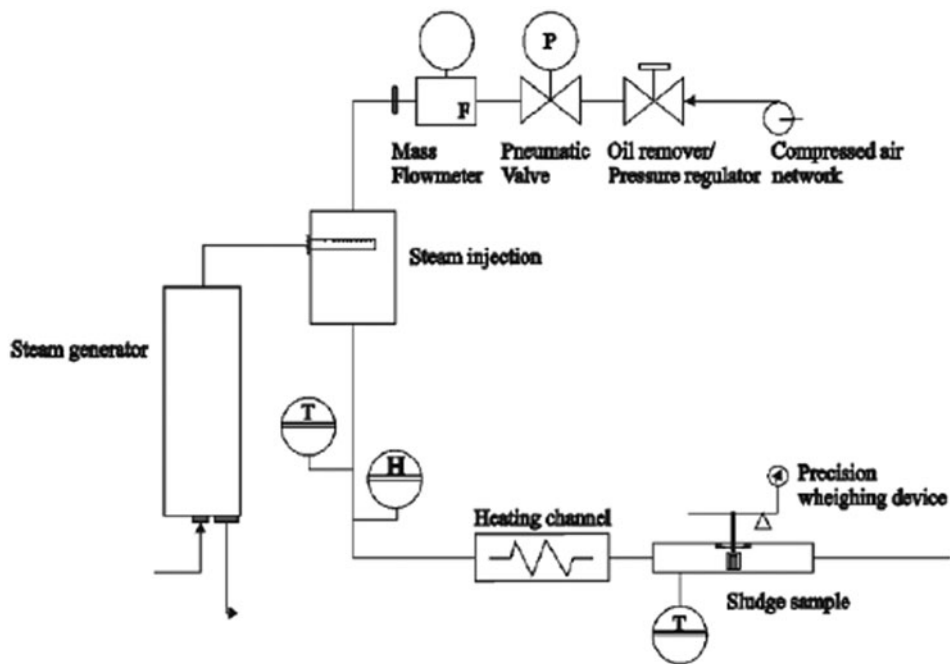 P
F
Mass
Flowmeter
Pneumatic
Valve
Oil remover/
Pressure regulator
Compressed air
network
Steam injection
Steam generator
T
H
Precision
wheighing device
Heating channel
Sludge sample
T